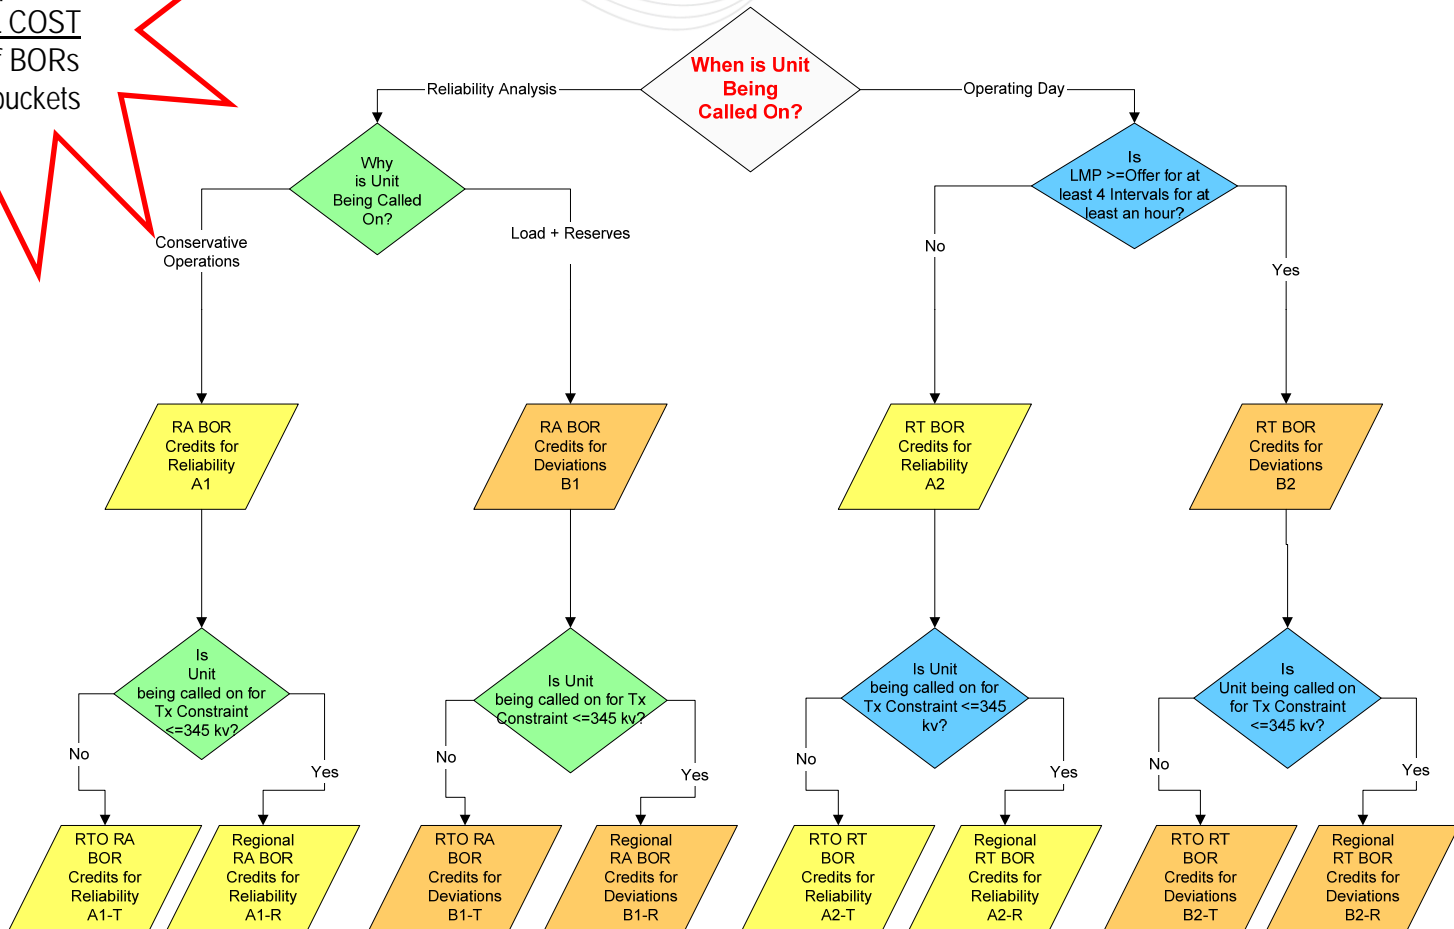 COST
BORs
buckets
When is Unit
Being
Called On?
Reliability Analysis
Operating Day
Why
is Unit
Being Called
On?
Is
LMP >=Offer for at
least 4 Intervals for at
least an hour?
Conservative
Operations
Load + Reserves
No
Yes
RA BOR
Credits for
Reliability
A1
RA BOR
Credits for
Deviations
B1
RT BOR
Credits for
Reliability
A2
RT BOR
Credits for
Deviations
B2
Is
Unit
being called on for
Tx Constraint
<=345 kv?
Is Unit
being called on for Tx
Constraint <=345 kv?
Is Unit
being called on for
Tx Constraint <=345
kv?
Is
Unit being called on
for Tx Constraint
<=345 kv?
No
Yes
No
Yes
No
Yes
No
Yes
RTO RA
BOR
Credits for
Reliability
A1-T
Regional
RA BOR
Credits for
Reliability
A1-R
RTO RA
BOR
Credits for
Deviations
B1-T
Regional
RA BOR
Credits for
Deviations
B1-R
RTO RT
BOR
Credits for
Reliability
A2-T
Regional
RT BOR
Credits for
Reliability
A2-R
RTO RT
BOR
Credits for
Deviations
B2-T
Regional
RT BOR
Credits for
Deviations
B2-R